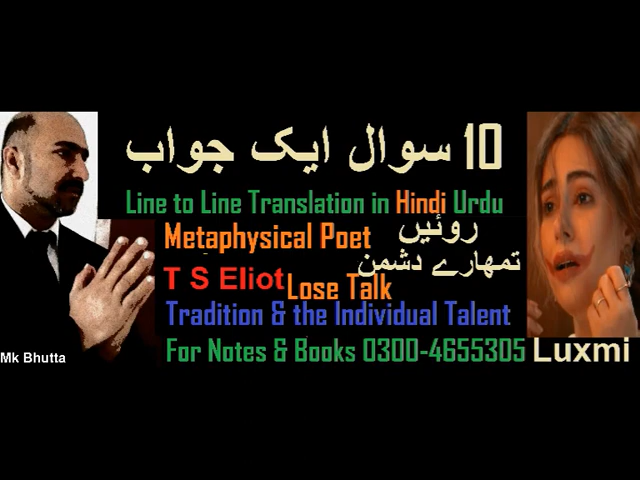 10 سوال ایک جواب
Line to Line Translation in Hindi Urdu
Metaphysical Poet
روئیں
تمہارے دشمن
T S Eliot Lose Talk
Tradition & the Individual Talent
For Notes & Books 0300-4655305
Mk Bhutta
Luxmi